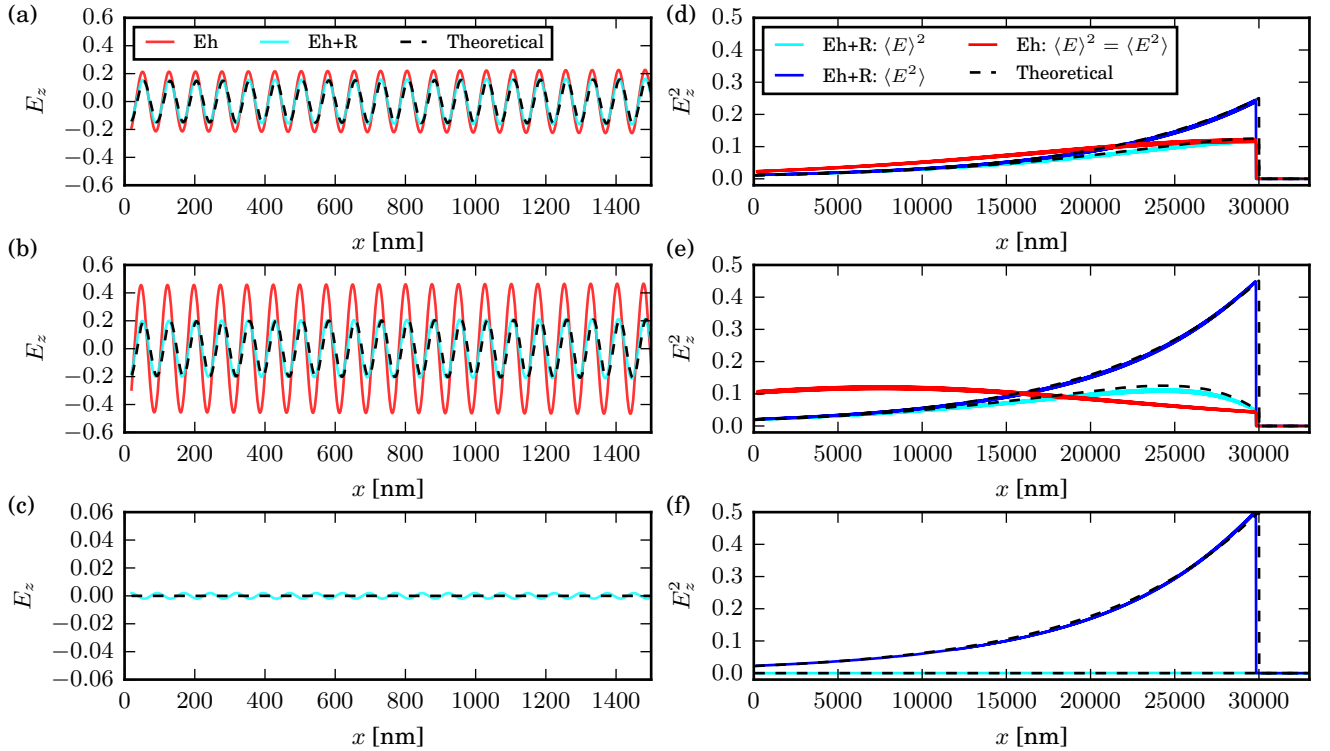 (a)
0.6
0.4
0.2
0.0
−0.2
−0.4
−0.6
E_z
Eh
Eh+R
Theoretical
0 200 400 600 800 1000 1200 1400
x [nm]
(b)
0.6
0.4
0.2
0.0
−0.2
−0.4
−0.6
E_z
0 200 400 600 800 1000 1200 1400
x [nm]
(c)
0.06
0.04
0.02
0.00
−0.02
−0.04
−0.06
E_z
0 200 400 600 800 1000 1200 1400
x [nm]
(d)
0.5
0.4
0.3
0.2
0.1
0.0
E_z^2
Eh+R: ⟨E⟩²
Eh+R: ⟨E²⟩
Eh: ⟨E⟩² = ⟨E²⟩
Theoretical
0 5000 10000 15000 20000 25000 30000
x [nm]
(e)
0.5
0.4
0.3
0.2
0.1
0.0
E_z^2
0 5000 10000 15000 20000 25000 30000
x [nm]
(f)
0.5
0.4
0.3
0.2
0.1
0.0
E_z^2
0 5000 10000 15000 20000 25000 30000
x [nm]